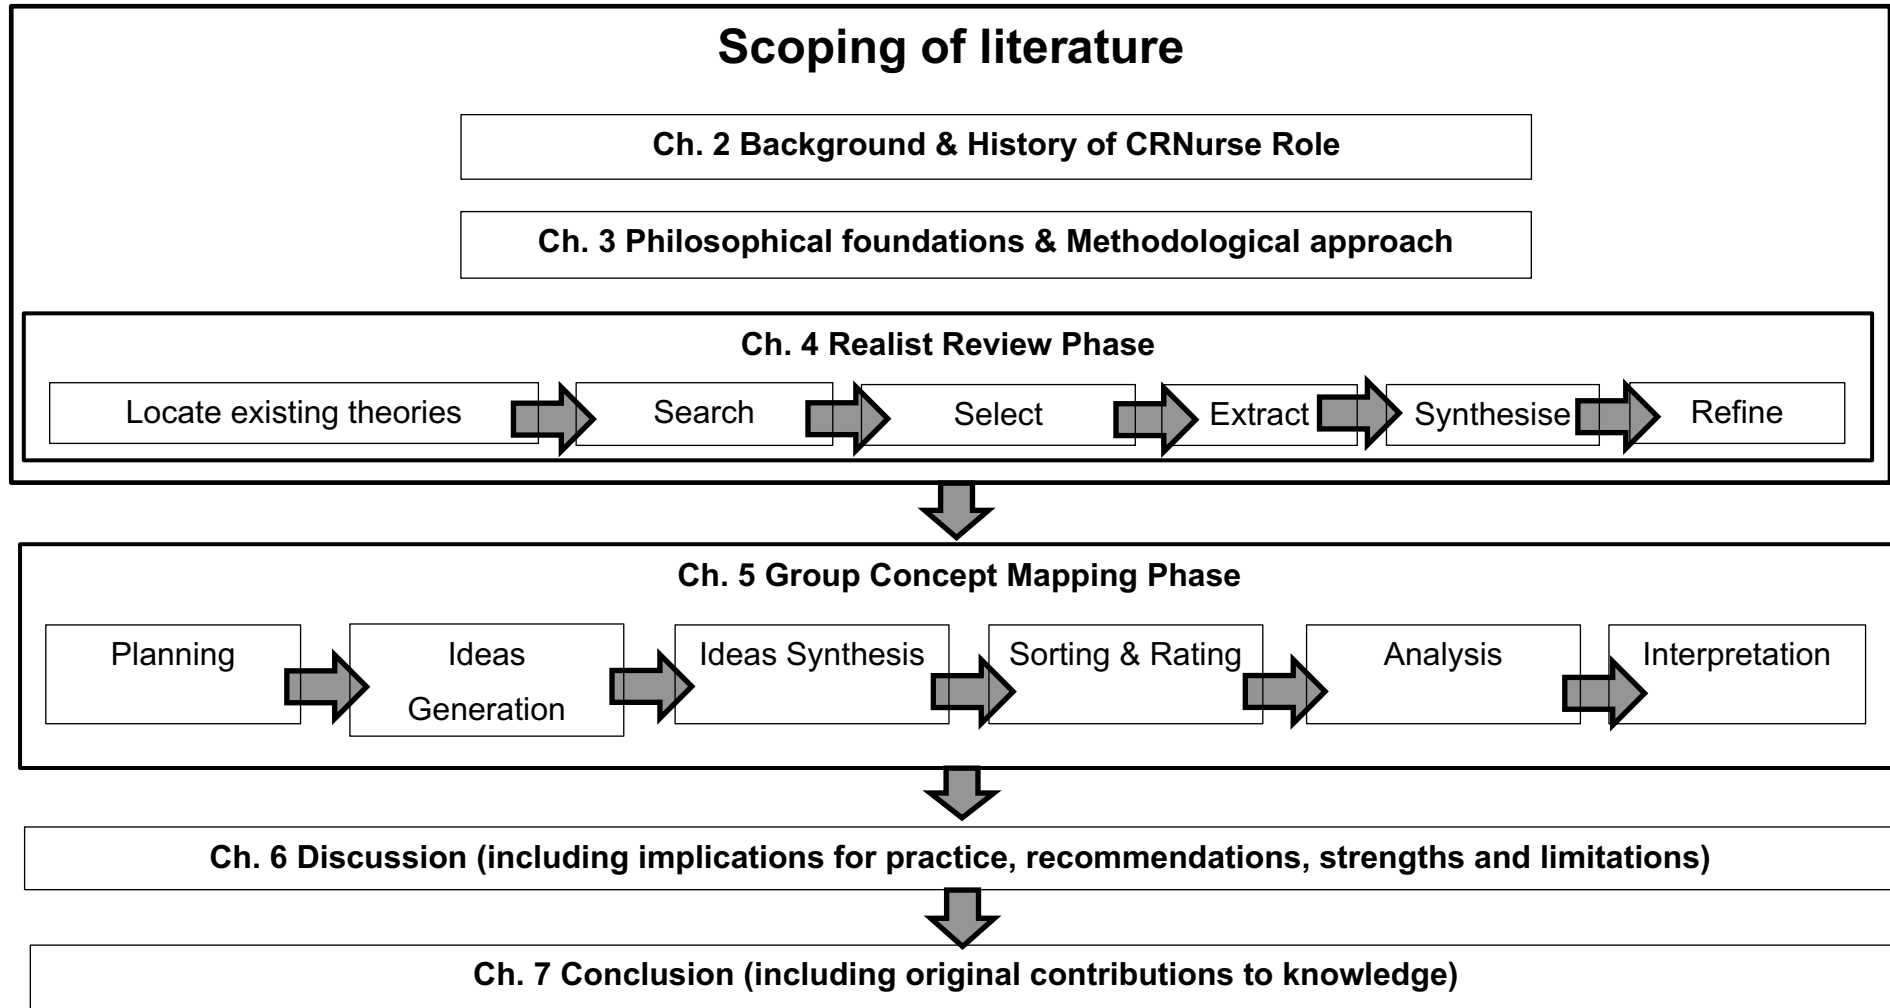 Scoping of literature
Ch. 2 Background & History of CRNurse Role
Ch. 3 Philosophical foundations & Methodological approach
Ch. 4 Realist Review Phase
Locate existing theories
Search
Select
Extract
Synthesise
Refine
Ch. 5 Group Concept Mapping Phase
Planning
Ideas
Generation
Ideas Synthesis
Sorting & Rating
Analysis
Interpretation
Ch. 6 Discussion (including implications for practice, recommendations, strengths and limitations)
Ch. 7 Conclusion (including original contributions to knowledge)